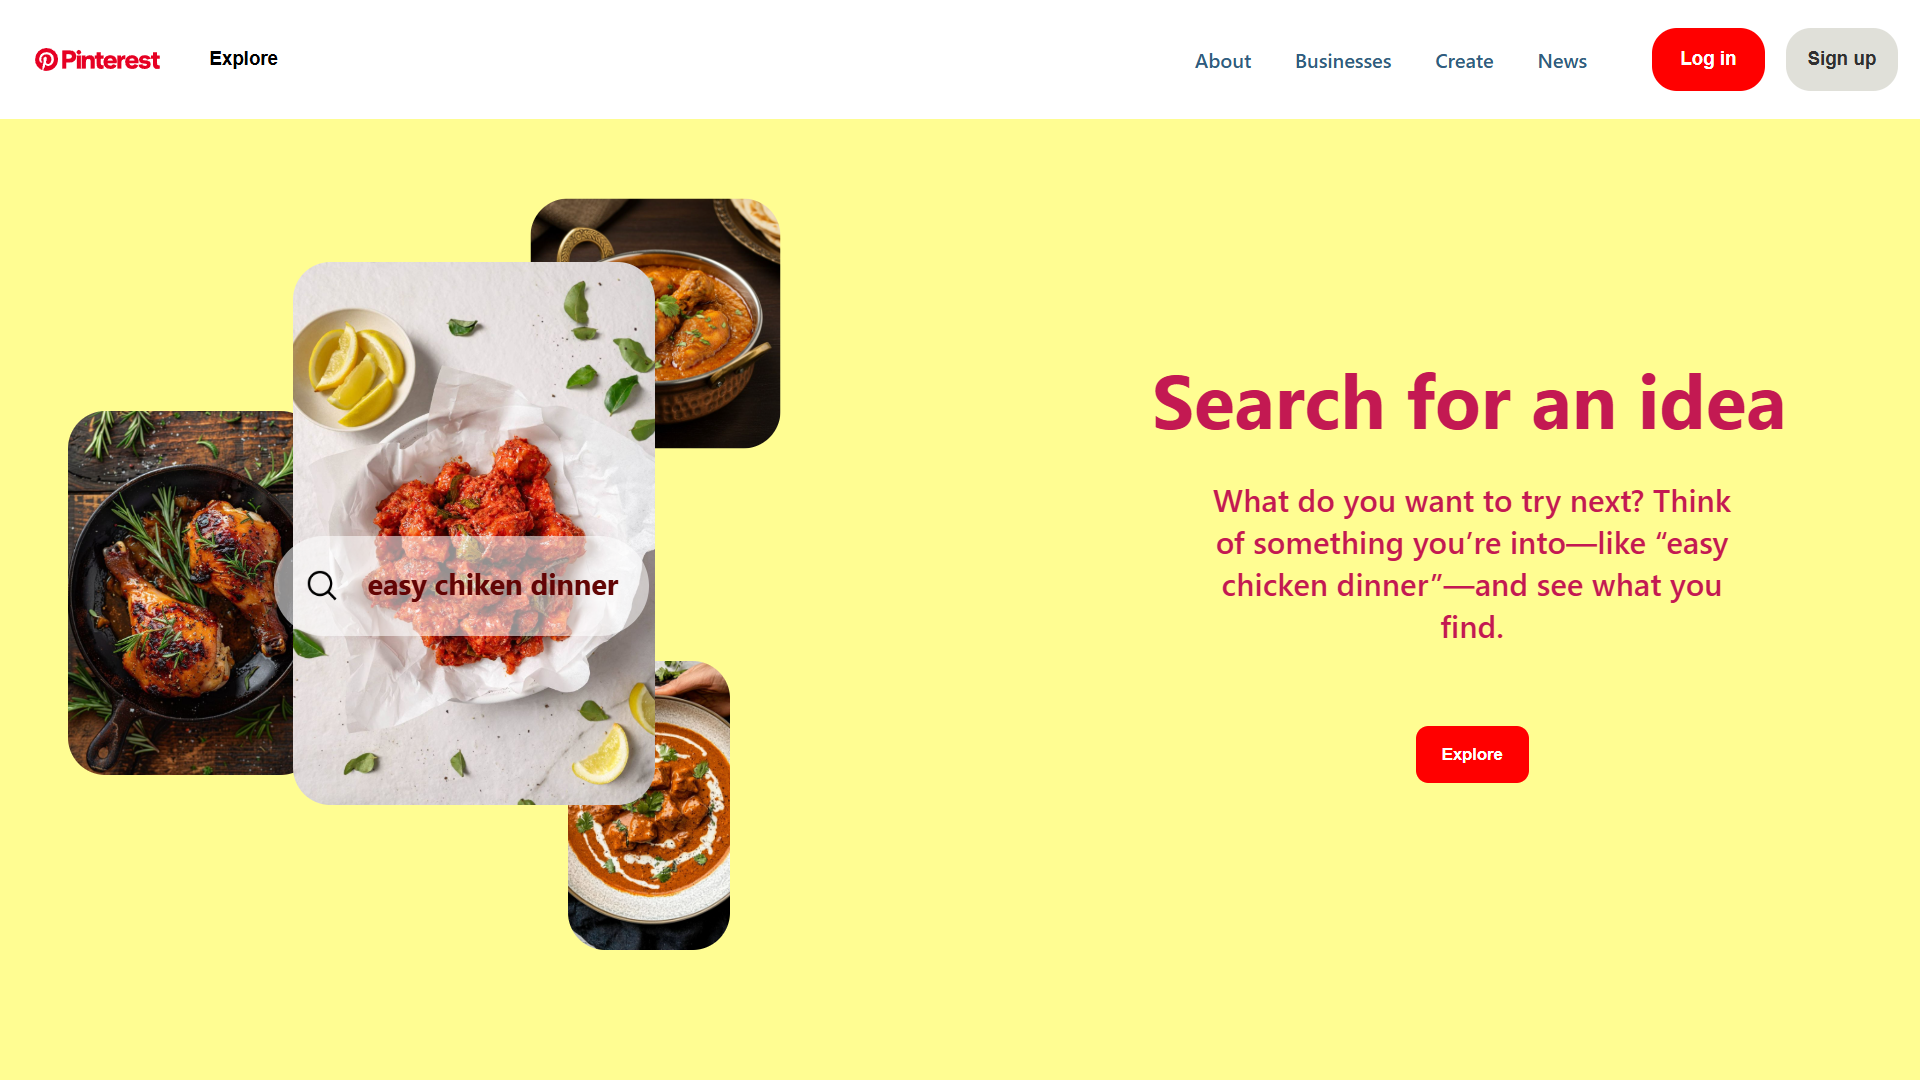 Pinterest
Explore
About
Businesses
Create
News
Log in
Sign up
easy chiken dinner
Search for an idea
What do you want to try next? Think
of something you’re into—like “easy
chicken dinner”—and see what you
find.
Explore